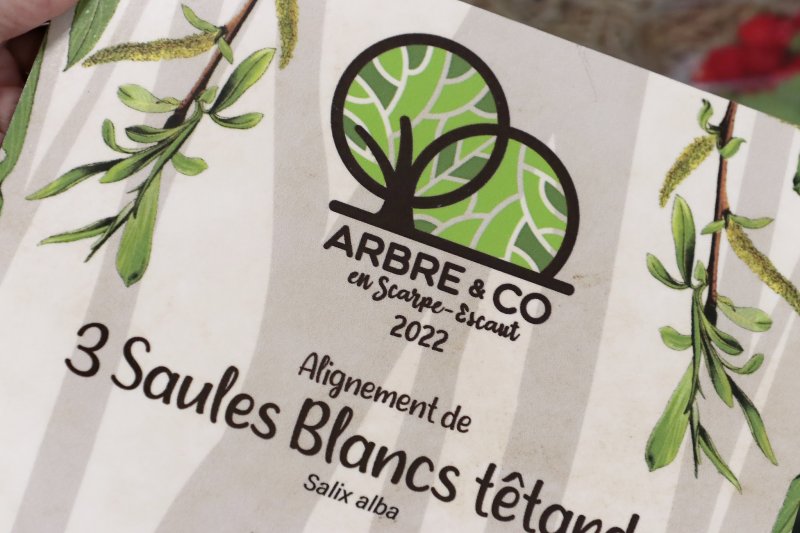 ARBRE & CO
en Scarpe-Escaut
2022
Alignement de
3 Saules Blancs têtard
Salix alba